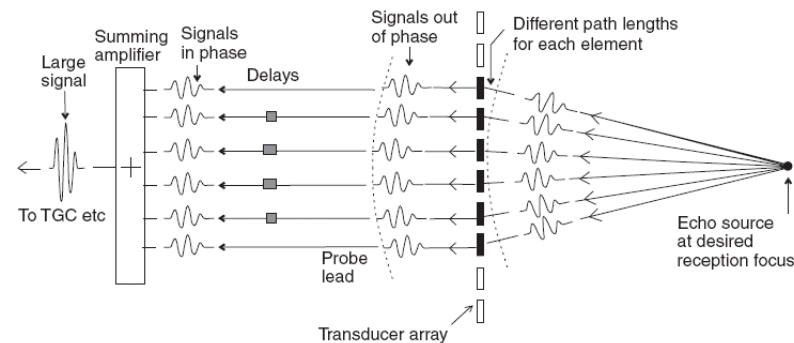 Summing
amplifier
Signals
in phase
Signals out
of phase
Different path lengths
for each element
Large
signal
Delays
+
To TGC etc
Probe
lead
Echo source
at desired
reception focus
Transducer array